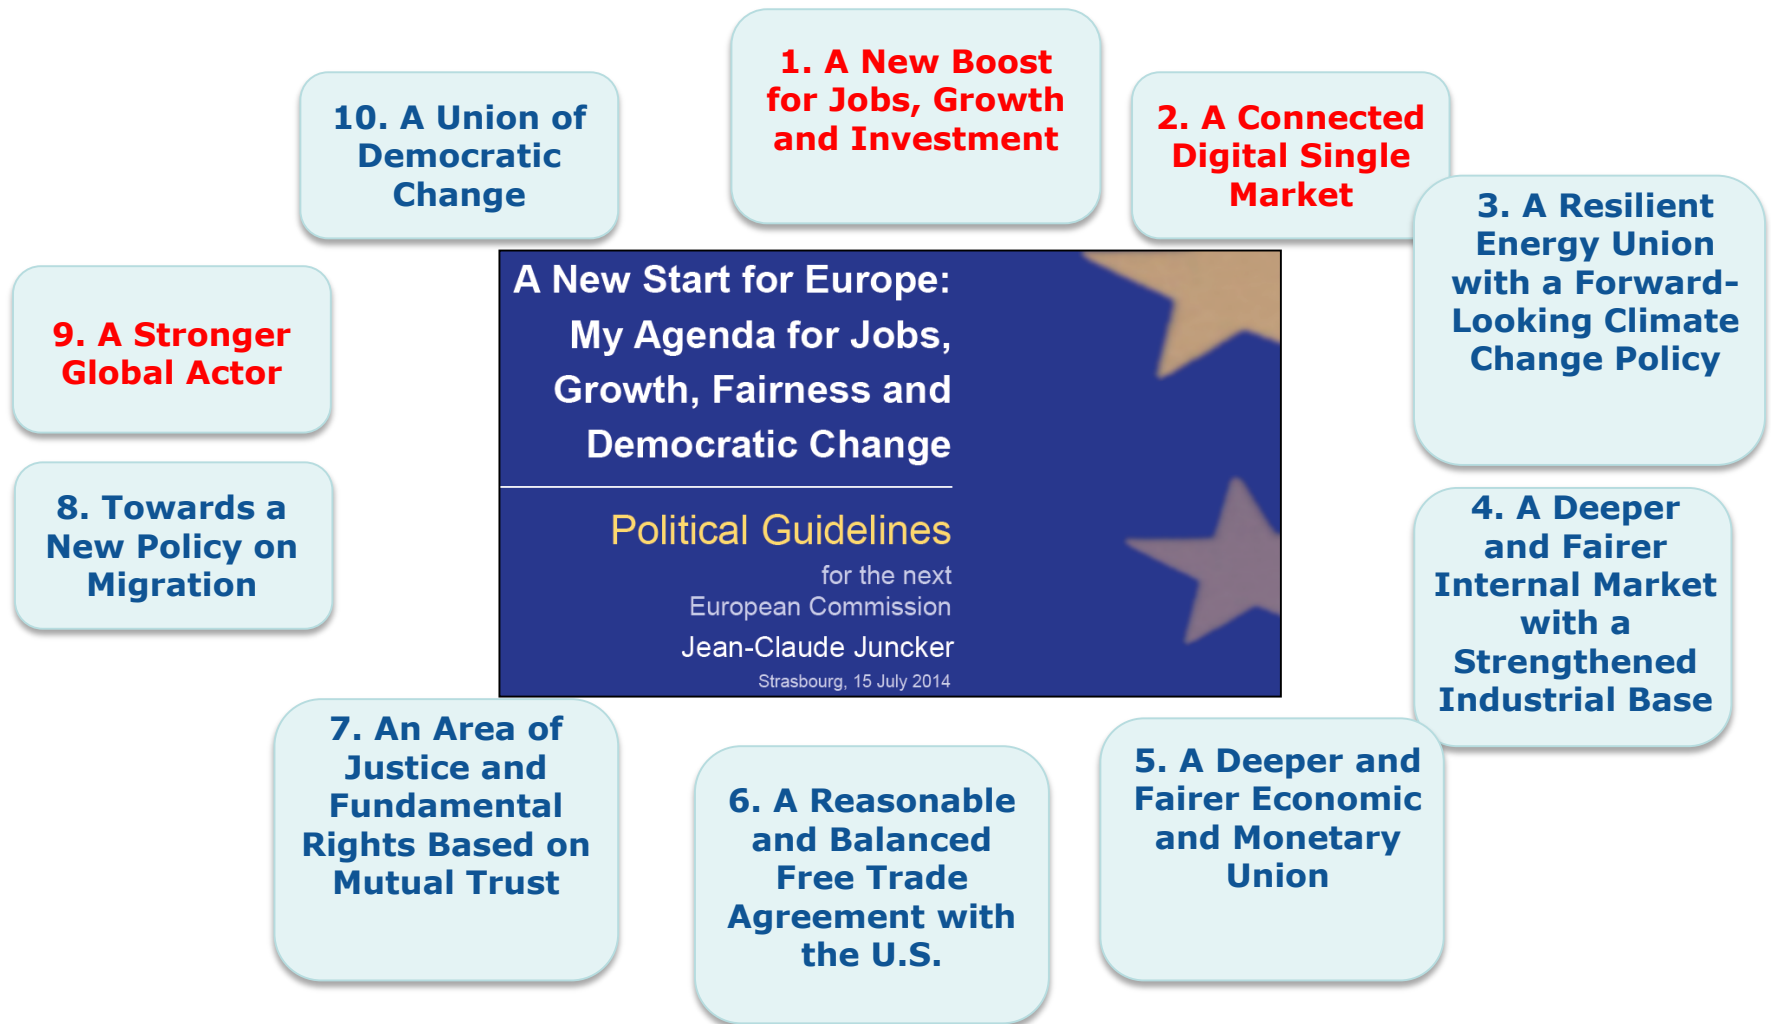 1. A New Boost
for Jobs, Growth
and Investment
2. A Connected
Digital Single
Market
3. A Resilient
Energy Union
with a Forward-
Looking Climate
Change Policy
4. A Deeper
and Fairer
Internal Market
with a
Strengthened
Industrial Base
5. A Deeper and
Fairer Economic
and Monetary
Union
6. A Reasonable
and Balanced
Free Trade
Agreement with
the U.S.
7. An Area of
Justice and
Fundamental
Rights Based on
Mutual Trust
8. Towards a
New Policy on
Migration
9. A Stronger
Global Actor
10. A Union of
Democratic
Change
A New Start for Europe:
My Agenda for Jobs,
Growth, Fairness and
Democratic Change
Political Guidelines
for the next
European Commission
Jean-Claude Juncker
Strasbourg, 15 July 2014